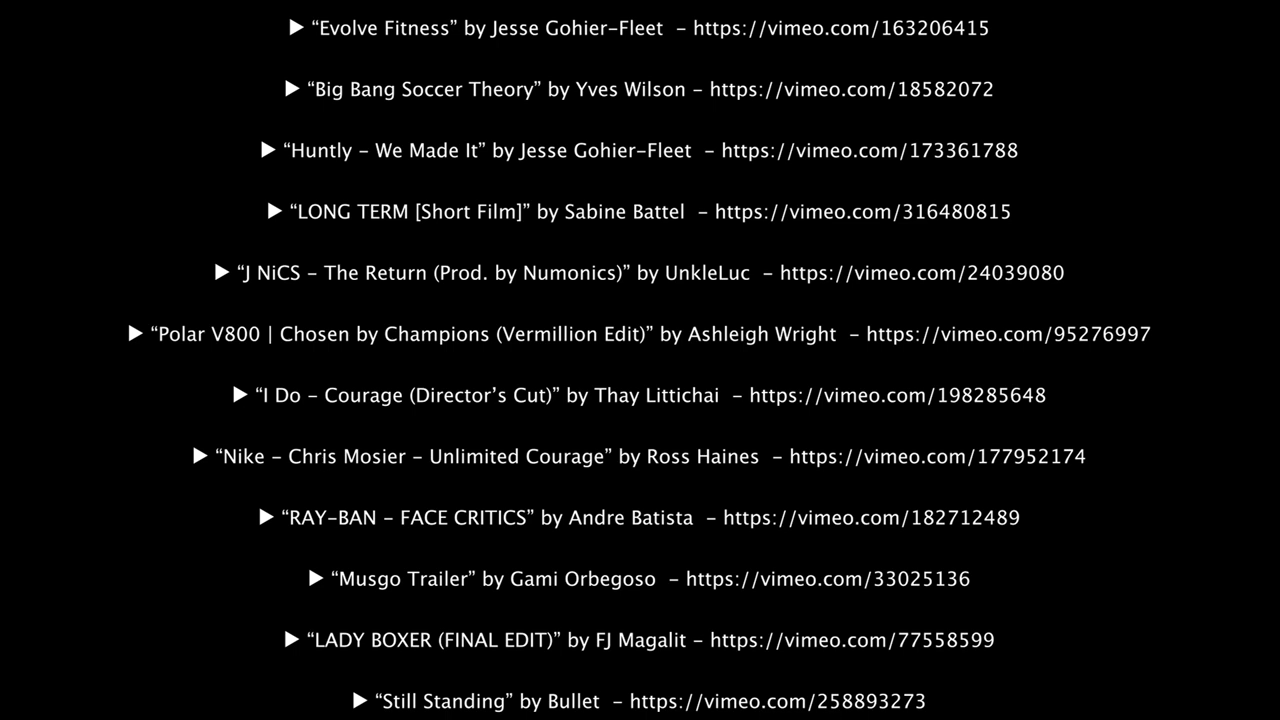 ▶ “Evolve Fitness” by Jesse Gohier-Fleet – https://vimeo.com/163206415
▶ “Big Bang Soccer Theory” by Yves Wilson – https://vimeo.com/18582072
▶ “Huntly – We Made It” by Jesse Gohier-Fleet – https://vimeo.com/173361788
▶ “LONG TERM [Short Film]” by Sabine Battel – https://vimeo.com/316480815
▶ “J NiCS – The Return (Prod. by Numonics)” by UnkleLuc – https://vimeo.com/24039080
▶ “Polar V800 | Chosen by Champions (Vermillion Edit)” by Ashleigh Wright – https://vimeo.com/95276997
▶ “I Do – Courage (Director’s Cut)” by Thay Littichai – https://vimeo.com/198285648
▶ “Nike – Chris Mosier – Unlimited Courage” by Ross Haines – https://vimeo.com/177952174
▶ “RAY-BAN – FACE CRITICS” by Andre Batista – https://vimeo.com/182712489
▶ “Musgo Trailer” by Gami Orbegoso – https://vimeo.com/33025136
▶ “LADY BOXER (FINAL EDIT)” by FJ Magalit – https://vimeo.com/77558599
▶ “Still Standing” by Bullet – https://vimeo.com/258893273